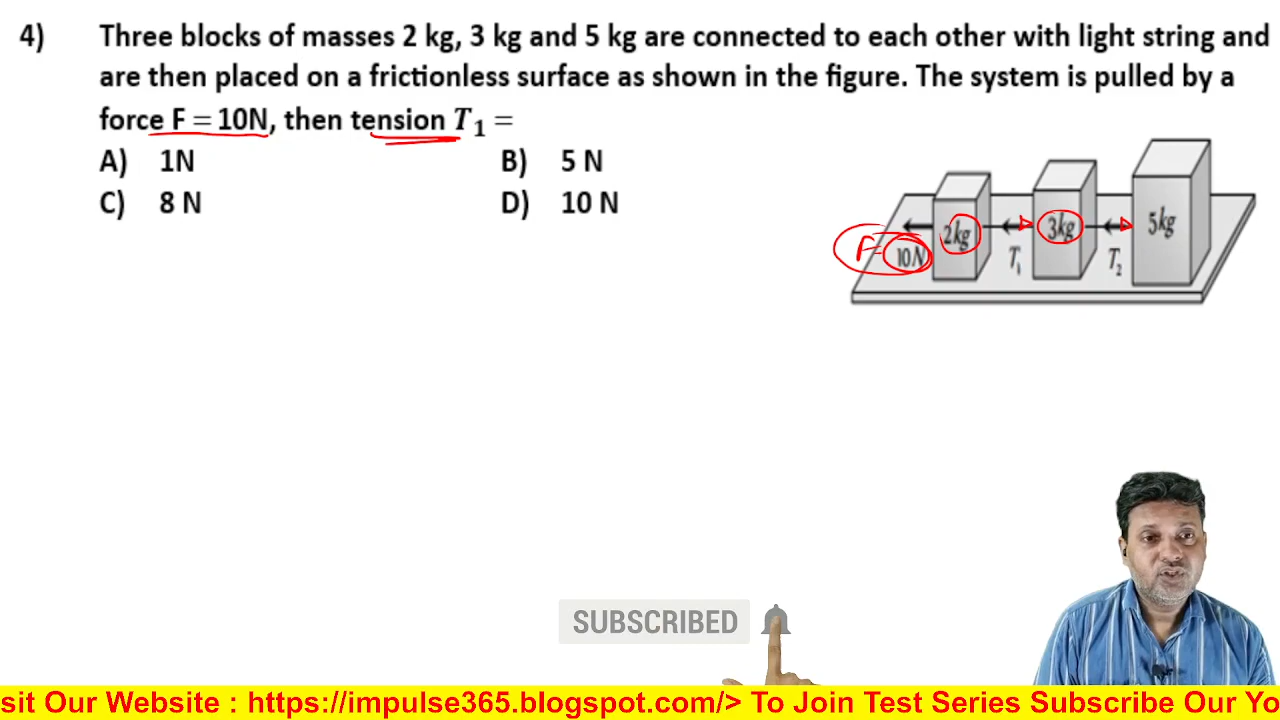 4) Three blocks of masses 2 kg, 3 kg and 5 kg are connected to each other with light string and
are then placed on a frictionless surface as shown in the figure. The system is pulled by a
force F = 10N, then tension T₁ =
A) 1N B) 5 N
C) 8 N D) 10 N
2kg 3kg 5kg
F= 10N T₁ T₂
SUBSCRIBED
sit Our Website : https://impulse365.blogspot.com/> To Join Test Series Subscribe Our Yo